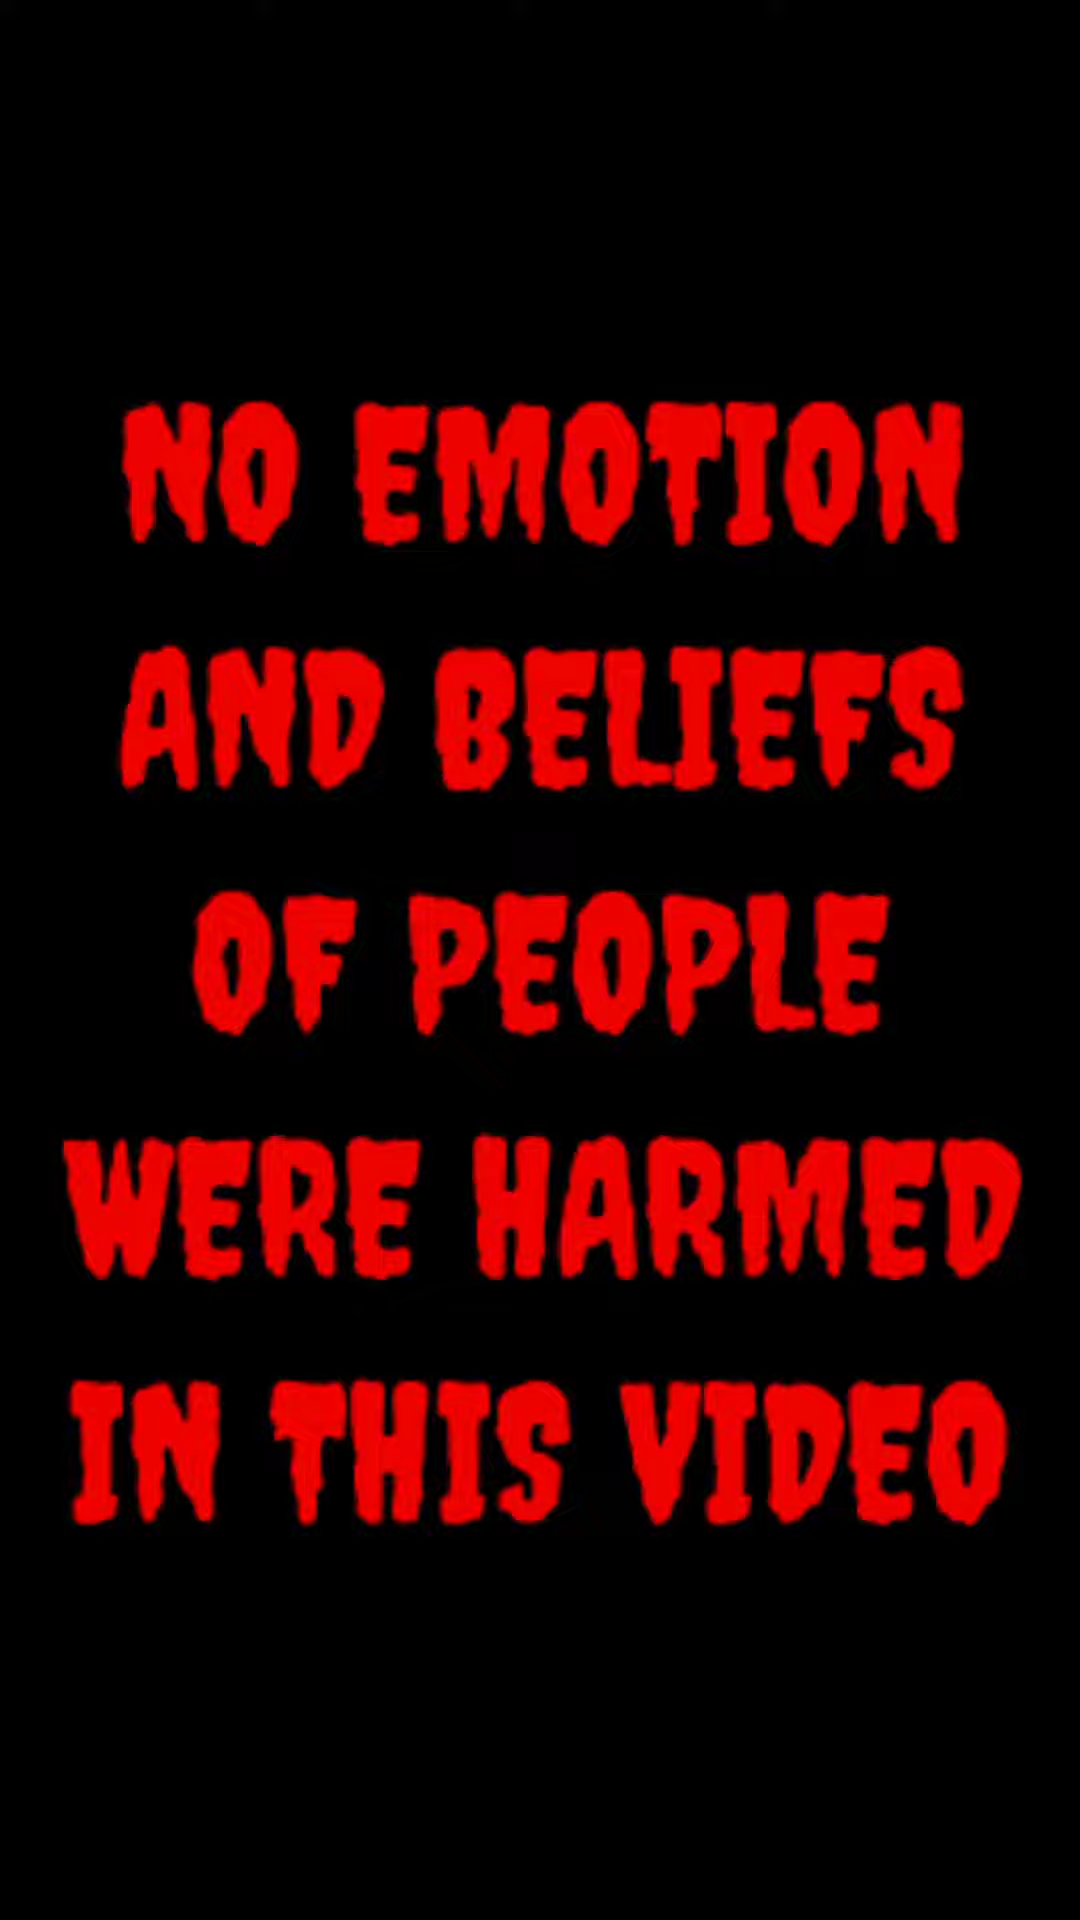 NO EMOTION
AND BELIEFS
OF PEOPLE
WERE HARMED
IN THIS VIDEO